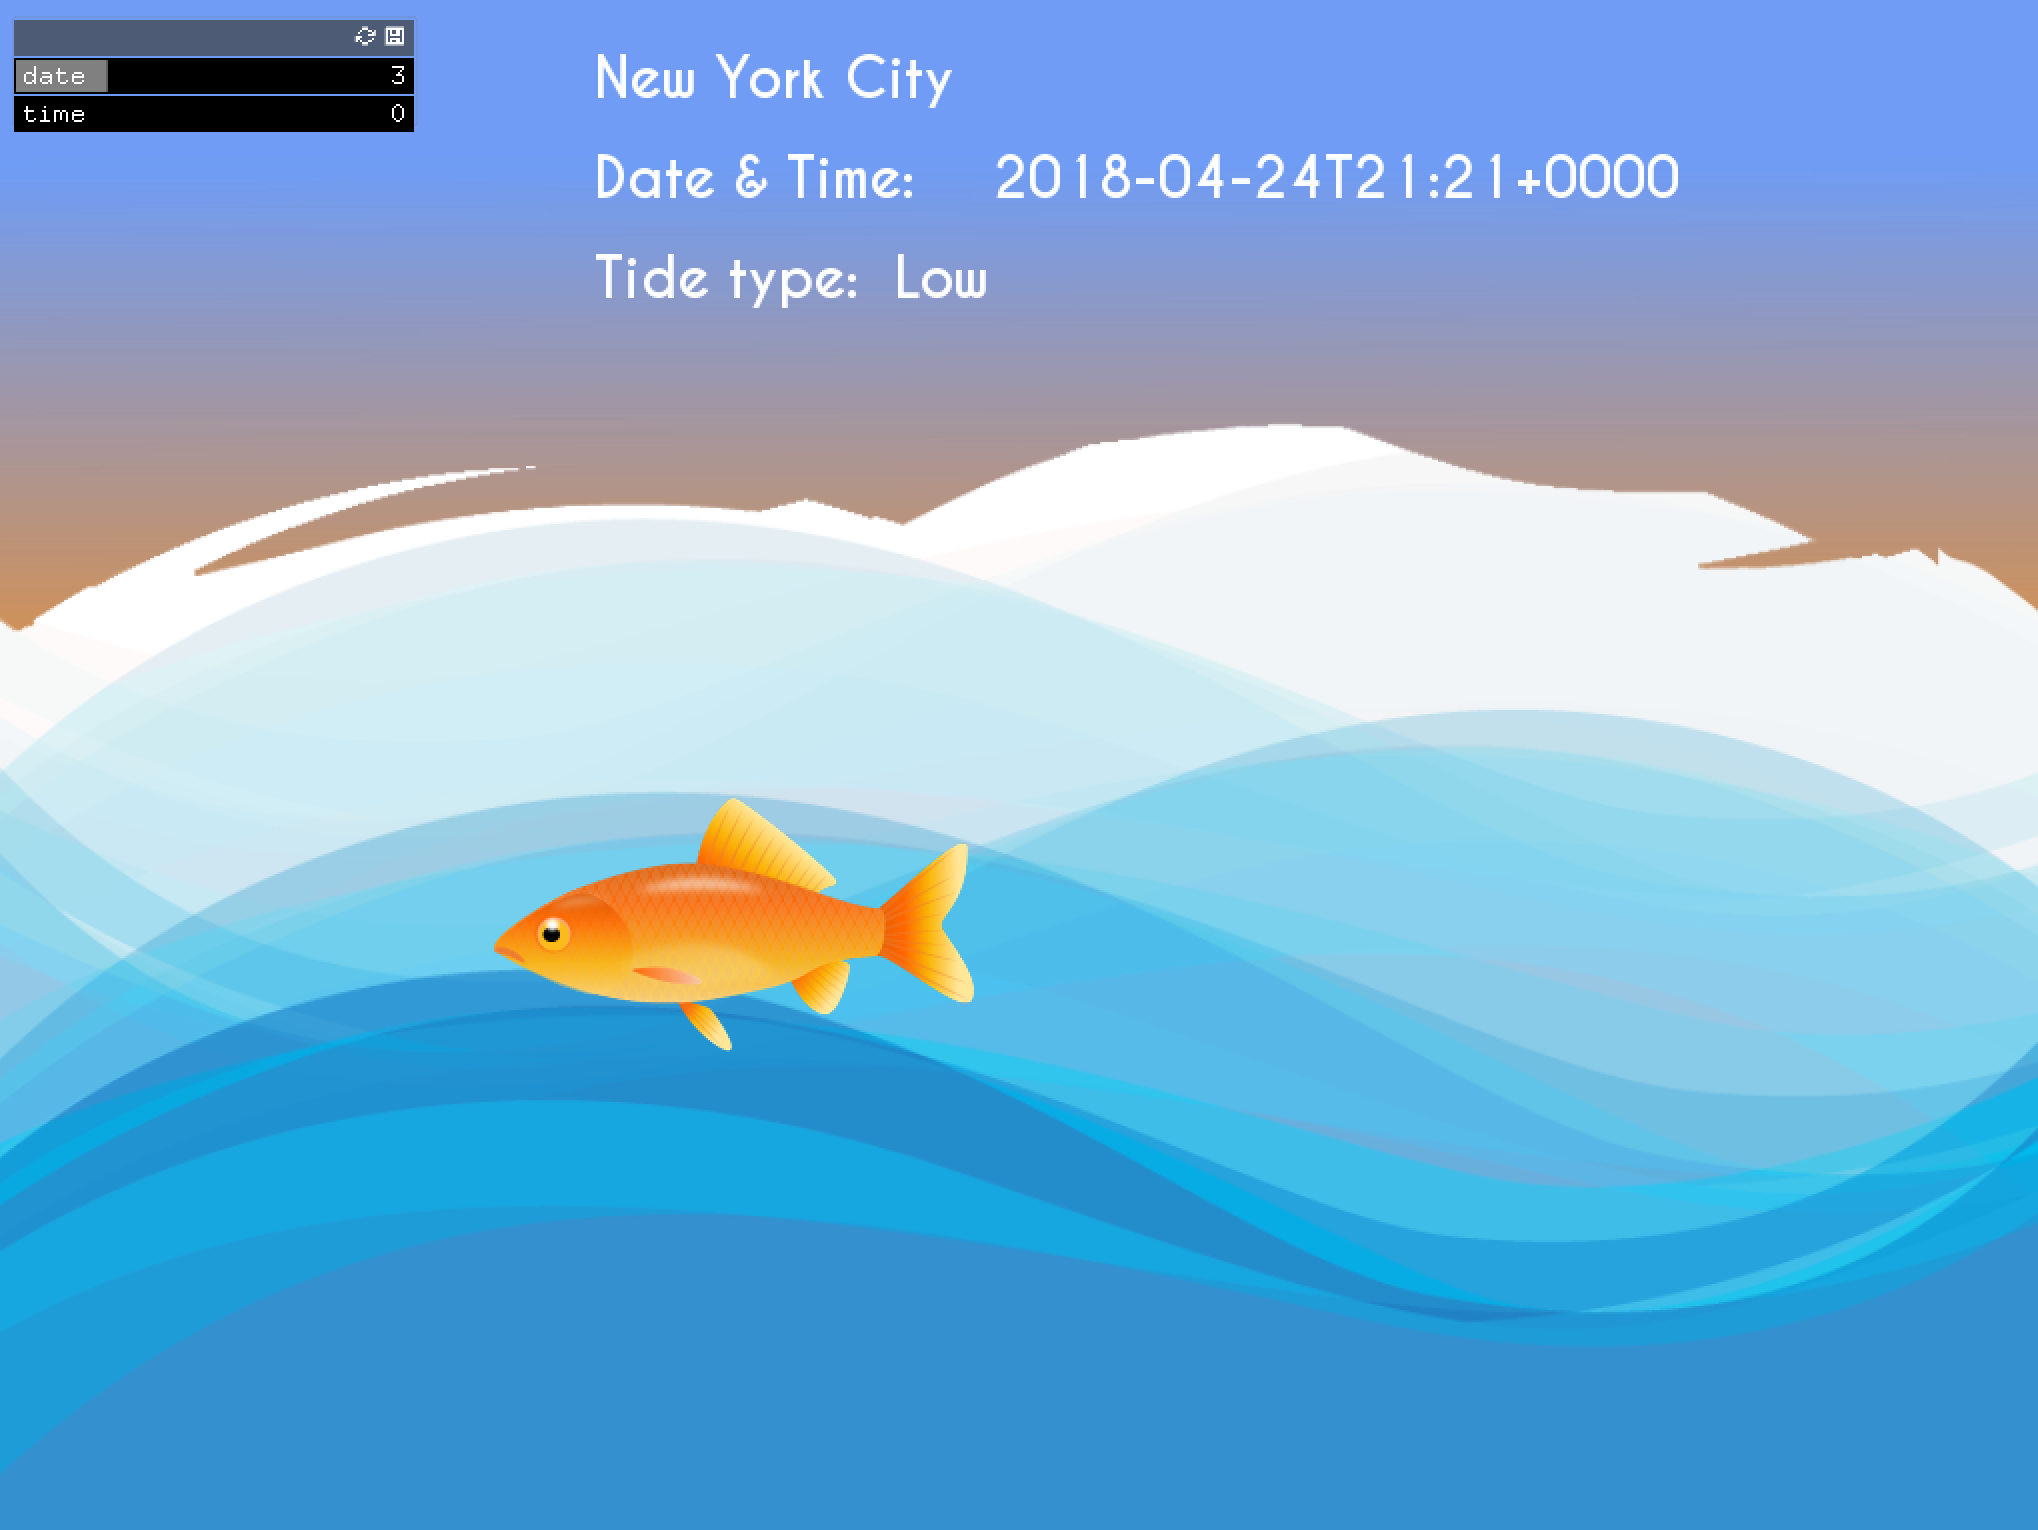 date 3
time 0
New York City
Date & Time: 2018-04-24T21:21+0000
Tide type: Low